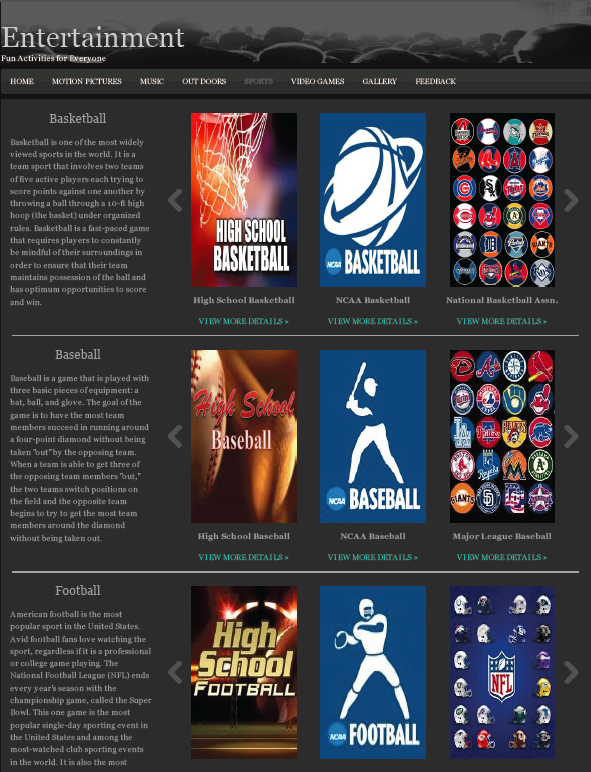 Entertainment
Fun Activities for Everyone
HOME MOTION PICTURES MUSIC OUT DOORS SPORTS VIDEO GAMES GALLERY FEEDBACK
Basketball
Basketball is one of the most widely
viewed sports in the world. It is a
team sport that involves two teams
of five active players each trying to
score points against one another by
throwing a ball through a 10-ft high
hoop (the basket) under organized
rules. Basketball is a fast-paced game
that requires players to constantly
be mindful of their surroundings in
order to ensure that their team
maintains possession of the ball and
has optimum opportunities to score
and win.
HIGH SCHOOL
BASKETBALL
NCAA BASKETBALL
High School Basketball
NCAA Basketball
National Basketball Assn.
VIEW MORE DETAILS »
VIEW MORE DETAILS »
VIEW MORE DETAILS »
Baseball
Baseball is a game that is played with
three basic pieces of equipment: a
bat, ball, and glove. The goal of the
game is to have the most team
members succeed in running around
a four-point diamond without being
taken "out" by the opposing team.
When a team is able to get three of
the opposing team members "out,"
the two teams switch positions on
the field and the opposite team
begins to try to get the most team
members around the diamond
without being taken out.
High School
Baseball
NCAA BASEBALL
Royals
GIANTS
High School Baseball
NCAA Baseball
Major League Baseball
VIEW MORE DETAILS »
VIEW MORE DETAILS »
VIEW MORE DETAILS »
Football
American football is the most
popular sport in the United States.
Avid football fans love watching the
sport, regardless if it is a professional
or college game playing. The
National Football League (NFL) ends
every year's season with the
championship game, called the Super
Bowl. This one game is the most
popular single-day sporting event in
the United States and among the
most-watched club sporting events
in the world. It is also the most
High
School
FOOTBALL
NCAA FOOTBALL
NFL